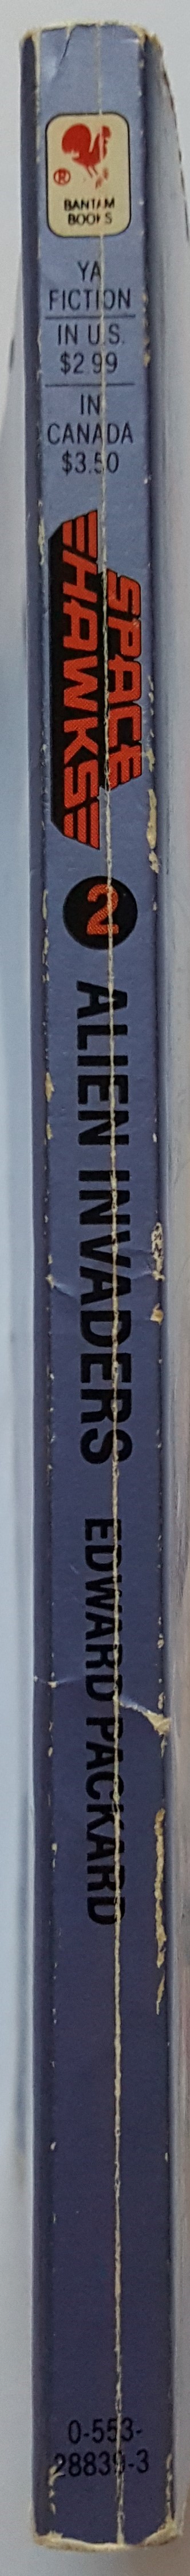 ®
BANTAM
BOOKS
YA
FICTION
IN U.S.
$2.99
IN
CANADA
$3.50
SPACE
HAWKS
2
ALIEN INVADERS
EDWARD PACKARD
0-553-
28839-3